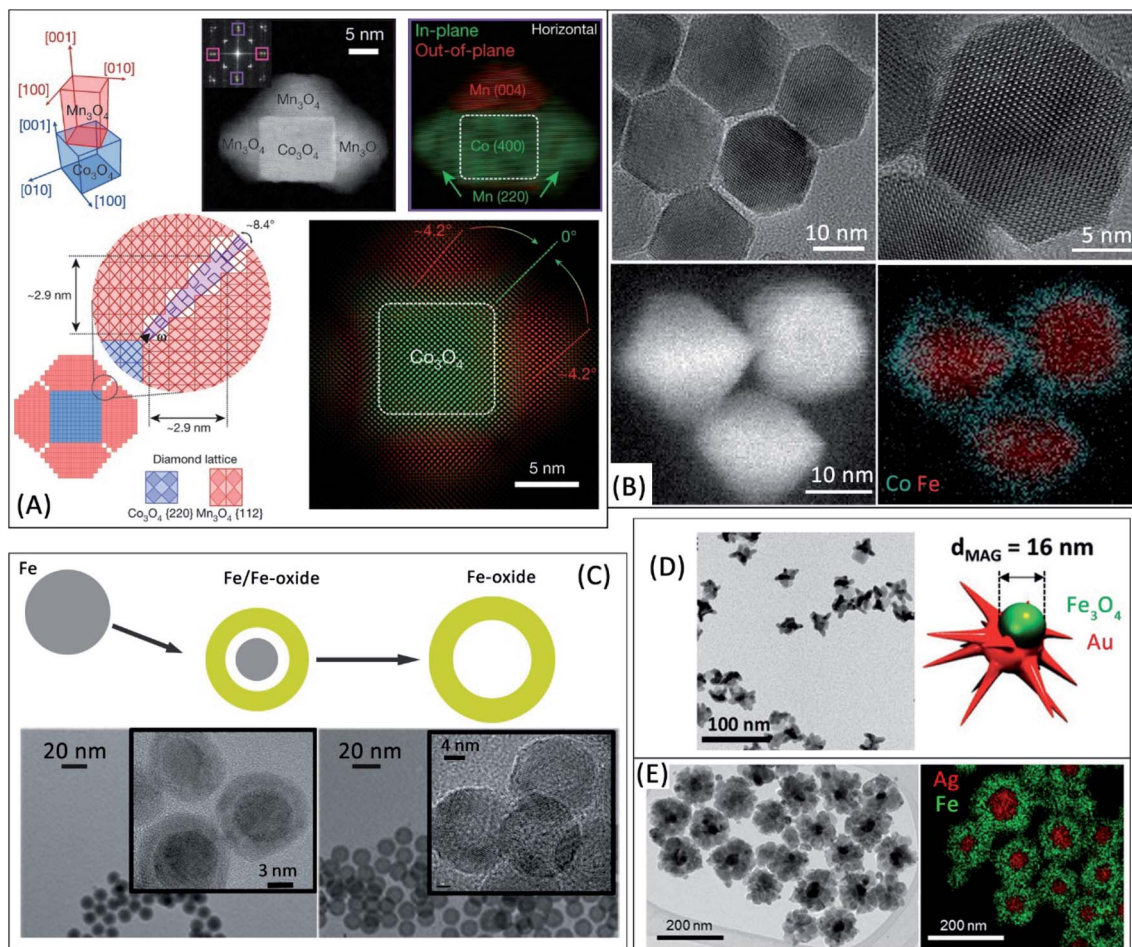 (A)
[001]
[010]
[100]
Mn₃O₄
[001]
Co₃O₄
[010]
[100]
5 nm
Mn₃O₄
Mn₃O₄
Co₃O₄
Mn₃O
In-plane
Horizontal
Out-of-plane
Mn (004)
Co (400)
Mn (220)
~8.4°
~2.9 nm
ω
~2.9 nm
Diamond lattice
Co₃O₄ {220} Mn₃O₄ {112}
~4.2°
0°
Co₃O₄
~4.2°
5 nm
10 nm
5 nm
(B)
10 nm
Co Fe
(C)
Fe
Fe/Fe-oxide
Fe-oxide
20 nm
3 nm
20 nm
4 nm
(D)
100 nm
dMAG = 16 nm
Fe₃O₄
Au
(E)
200 nm
Ag
Fe
200 nm